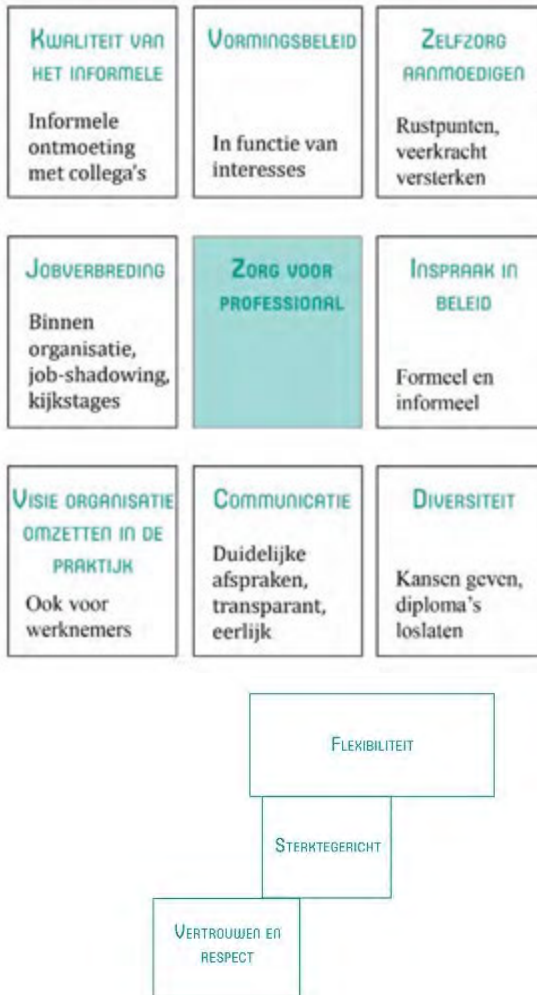 Kwaliteit van
het informele
Informele
ontmoeting
met collega's
Vormingsbeleid
In functie van
interesses
Zelfzorg
aanmoedigen
Rustpunten,
veerkracht
versterken
Jobverbreding
Binnen
organisatie,
job-shadowing,
kijkstages
Zorg voor
professional
Inspraak in
beleid
Formeel en
informeel
Visie organisatie
omzetten in de
praktijk
Ook voor
werknemers
Communicatie
Duidelijke
afspraken,
transparant,
eerlijk
Diversiteit
Kansen geven,
diploma's
loslaten
Flexibiliteit
Sterktegericht
Vertrouwen en
respect